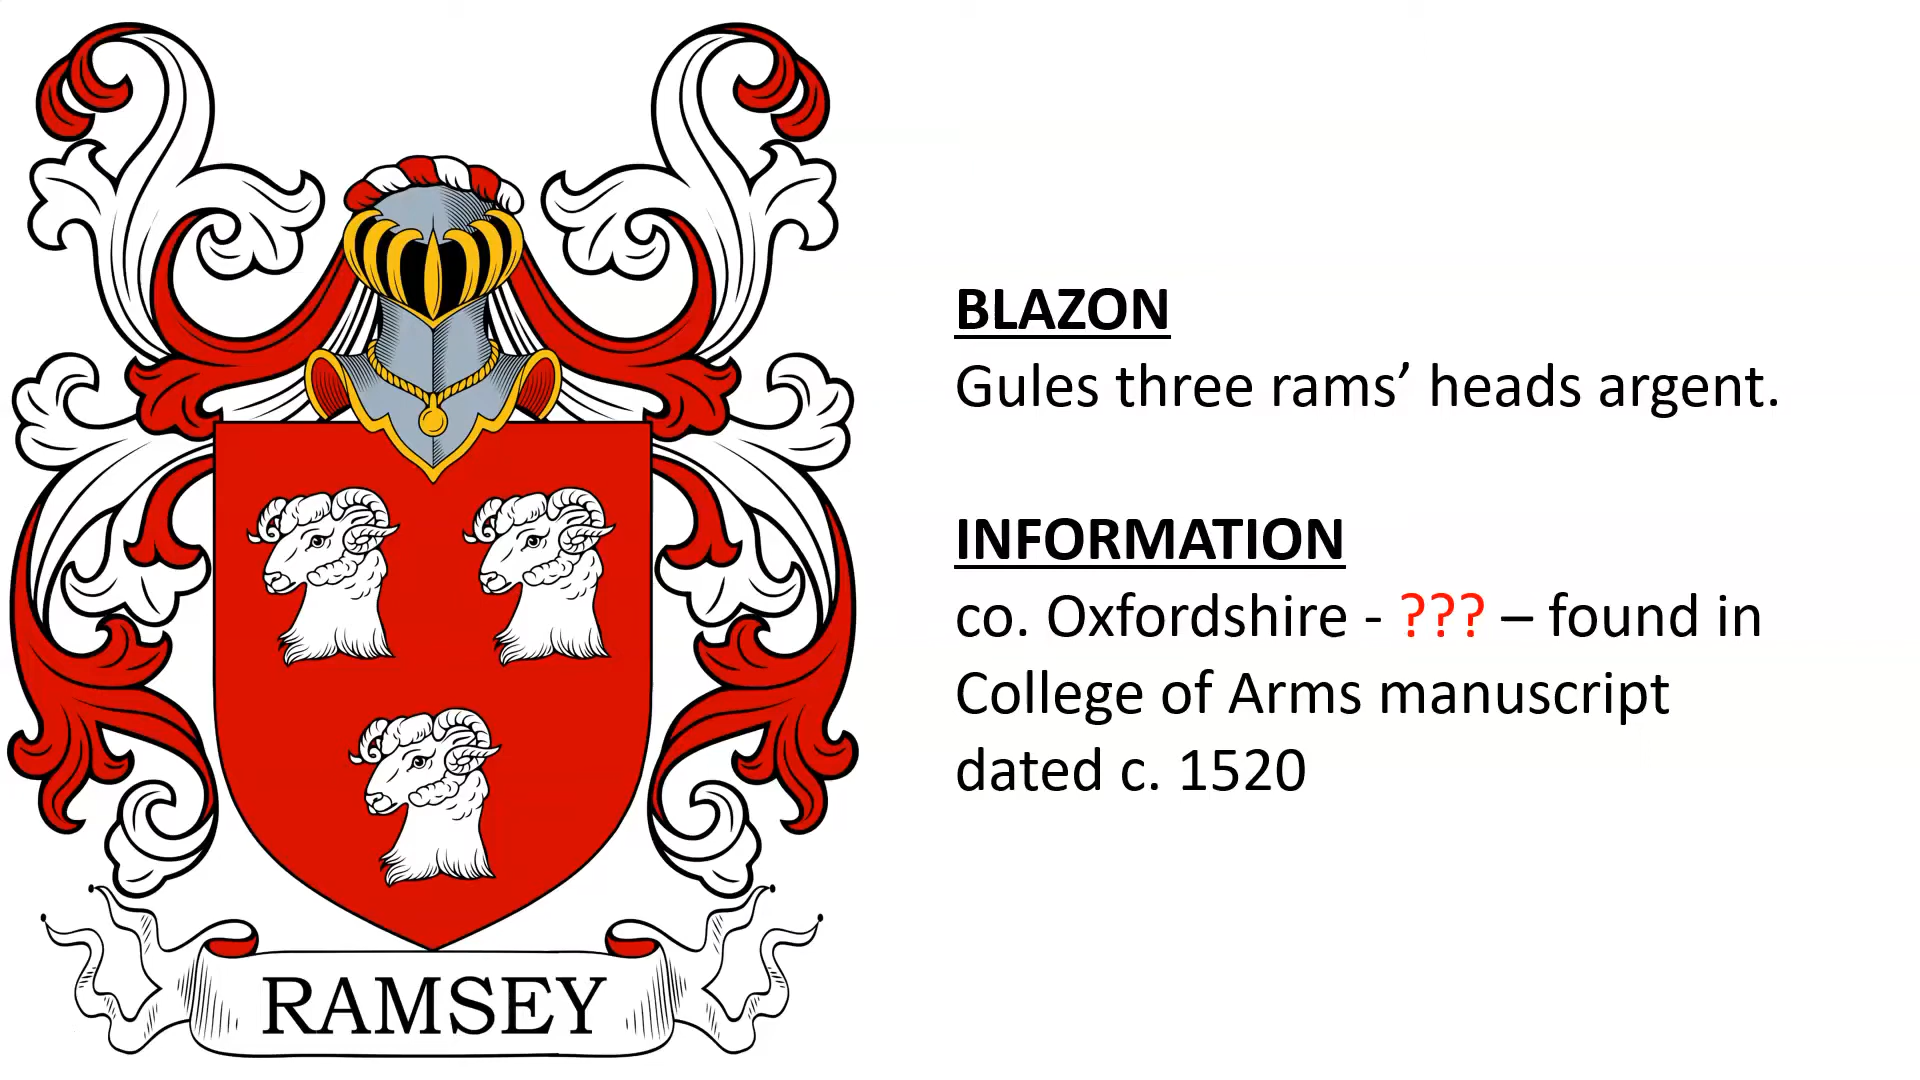 BLAZON
Gules three rams’ heads argent.
INFORMATION
co. Oxfordshire - ??? – found in
College of Arms manuscript
dated c. 1520
RAMSEY